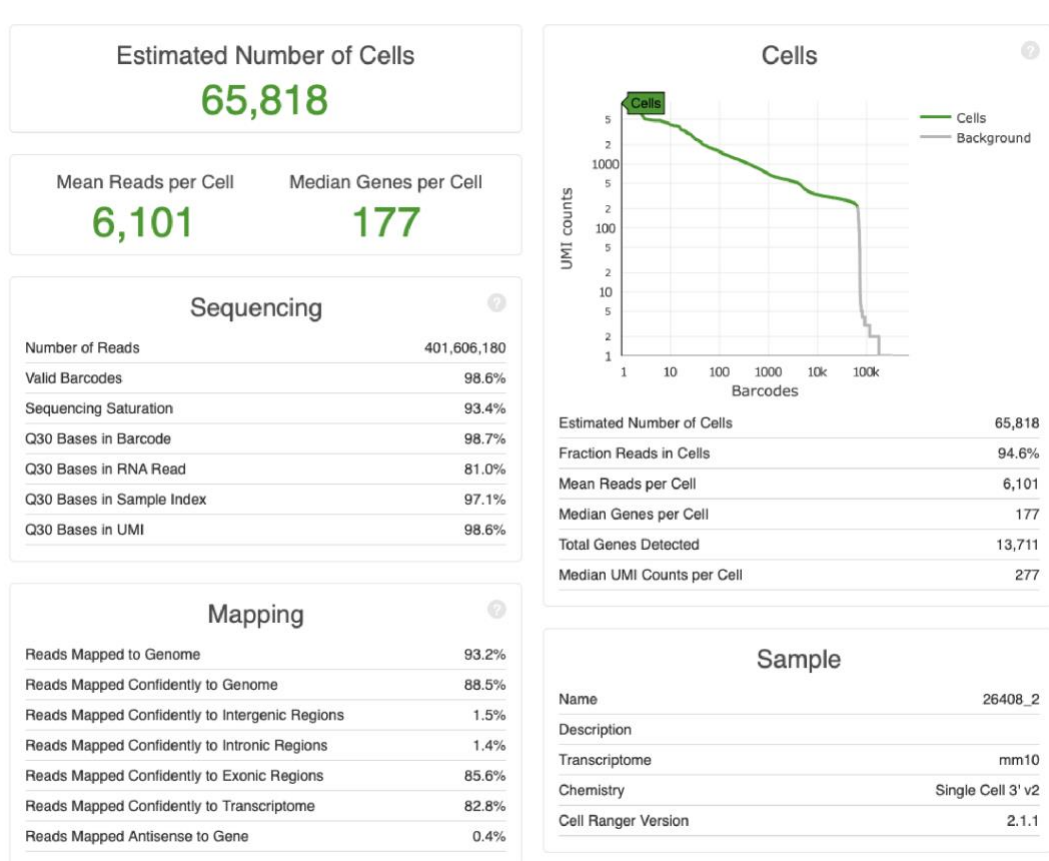 Estimated Number of Cells
65,818
Mean Reads per Cell
6,101
Median Genes per Cell
177
Sequencing ?
Number of Reads 401,606,180
Valid Barcodes 98.6%
Sequencing Saturation 93.4%
Q30 Bases in Barcode 98.7%
Q30 Bases in RNA Read 81.0%
Q30 Bases in Sample Index 97.1%
Q30 Bases in UMI 98.6%
Mapping ?
Reads Mapped to Genome 93.2%
Reads Mapped Confidently to Genome 88.5%
Reads Mapped Confidently to Intergenic Regions 1.5%
Reads Mapped Confidently to Intronic Regions 1.4%
Reads Mapped Confidently to Exonic Regions 85.6%
Reads Mapped Confidently to Transcriptome 82.8%
Reads Mapped Antisense to Gene 0.4%
Cells ?
Cells
Cells
Background
UMI counts
5
2
1000
5
2
100
5
2
10
5
2
1
1 10 100 1000 10k 100k
Barcodes
Estimated Number of Cells 65,818
Fraction Reads in Cells 94.6%
Mean Reads per Cell 6,101
Median Genes per Cell 177
Total Genes Detected 13,711
Median UMI Counts per Cell 277
Sample
Name 26408_2
Description
Transcriptome mm10
Chemistry Single Cell 3' v2
Cell Ranger Version 2.1.1